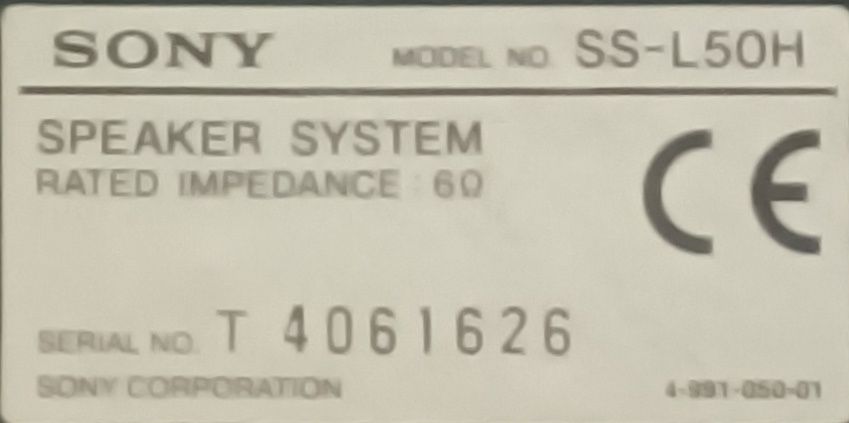 SONY MODEL NO. SS-L50H
SPEAKER SYSTEM
RATED IMPEDANCE : 6Ω
CE
SERIAL NO. T 4061626
SONY CORPORATION 4-991-050-01